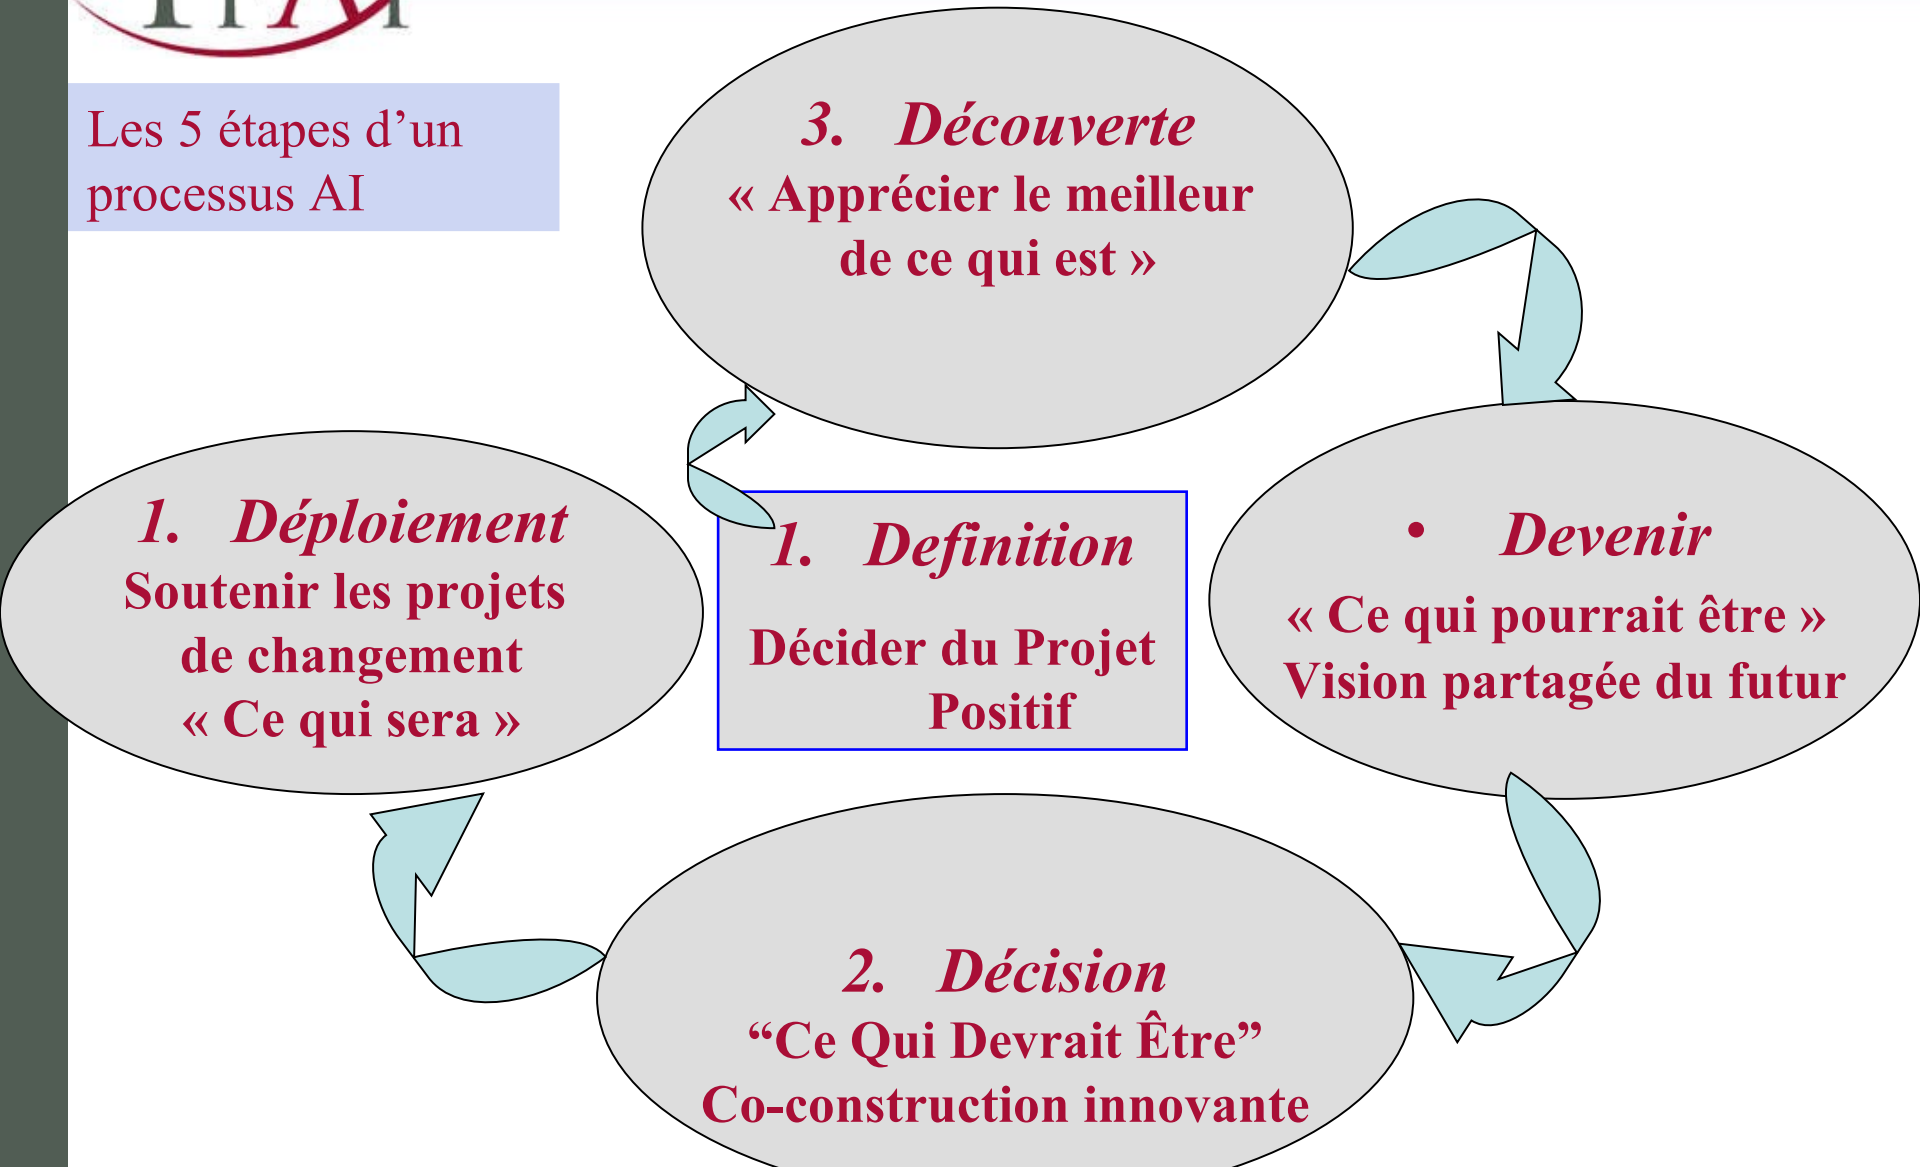 Les 5 étapes d’un
processus AI
3. Découverte
« Apprécier le meilleur
de ce qui est »
1. Déploiement
Soutenir les projets
de changement
« Ce qui sera »
1. Definition
Décider du Projet
Positif
• Devenir
« Ce qui pourrait être »
Vision partagée du futur
2. Décision
“Ce Qui Devrait Être”
Co-construction innovante